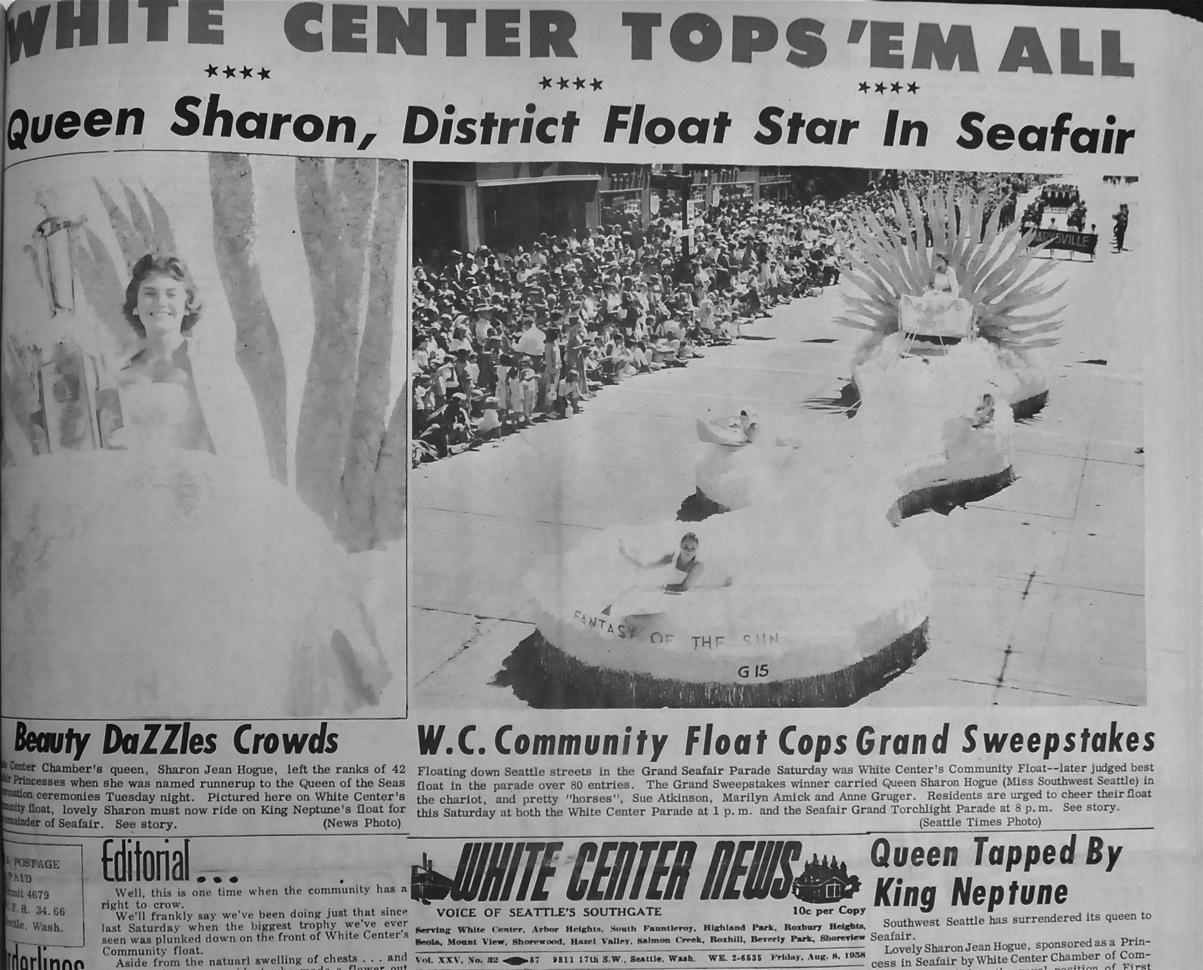 WHITE CENTER TOPS 'EM ALL
Queen Sharon, District Float Star In Seafair
MARYSVILLE
FANTASY OF THE SUN
G 15
Beauty DaZZles Crowds
Center Chamber's queen, Sharon Jean Hogue, left the ranks of 42
Princesses when she was named runnerup to the Queen of the Seas
ceremonies Tuesday night. Pictured here on White Center's
float, lovely Sharon must now ride on King Neptune's float for
of Seafair. See story. (News Photo)
W.C. Community Float Cops Grand Sweepstakes
Floating down Seattle streets in the Grand Seafair Parade Saturday was White Center's Community Float--later judged best
float in the parade over 80 entries. The Grand Sweepstakes winner carried Queen Sharon Hogue (Miss Southwest Seattle) in
the chariot, and pretty "horses", Sue Atkinson, Marilyn Amick and Anne Gruger. Residents are urged to cheer their float
this Saturday at both the White Center Parade at 1 p.m. and the Seafair Grand Torchlight Parade at 8 p.m. See story.
(Seattle Times Photo)
POSTAGE
PAID
4679
F.R. 34.66
Wash.
Editorial...
Well, this is one time when the community has a
right to crow.
We'll frankly say we've been doing just that since
last Saturday when the biggest trophy we've ever
seen was plunked down on the front of White Center's
Community float.
Aside from the natuarl swelling of chests . . . and
WHITE CENTER NEWS
VOICE OF SEATTLE'S SOUTHGATE 10c per Copy
Serving White Center, Arbor Heights, South Fauntleroy, Highland Park, Roxbury Heights,
Seola, Mount View, Shorewood, Hazel Valley, Salmon Creek, Roxhill, Beverly Park, Shoreview
Vol. XXV, No. 32 57 9811 17th S.W., Seattle, Wash. WE. 2-6535 Friday, Aug. 8, 1958
Queen Tapped By
King Neptune
Southwest Seattle has surrendered its queen to
Seafair.
Lovely Sharon Jean Hogue, sponsored as a Prin-
cess in Seafair by White Center Chamber of Com-